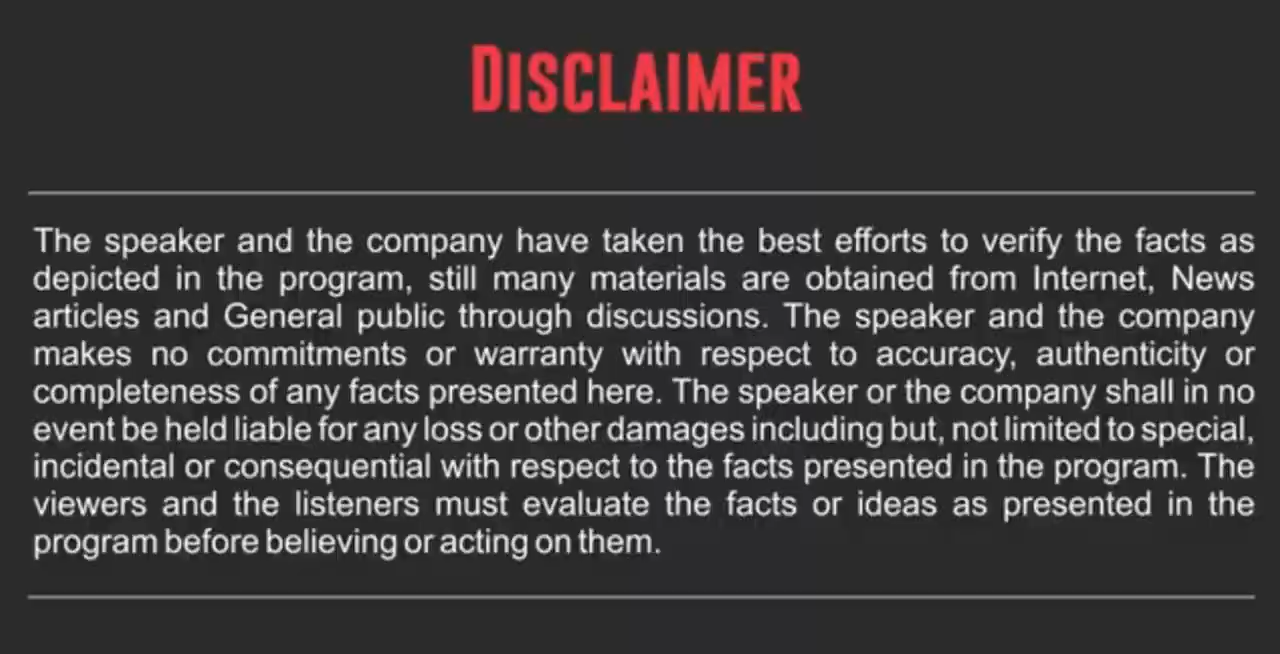 DISCLAIMER
The speaker and the company have taken the best efforts to verify the facts as
depicted in the program, still many materials are obtained from Internet, News
articles and General public through discussions. The speaker and the company
makes no commitments or warranty with respect to accuracy, authenticity or
completeness of any facts presented here. The speaker or the company shall in no
event be held liable for any loss or other damages including but, not limited to special,
incidental or consequential with respect to the facts presented in the program. The
viewers and the listeners must evaluate the facts or ideas as presented in the
program before believing or acting on them.